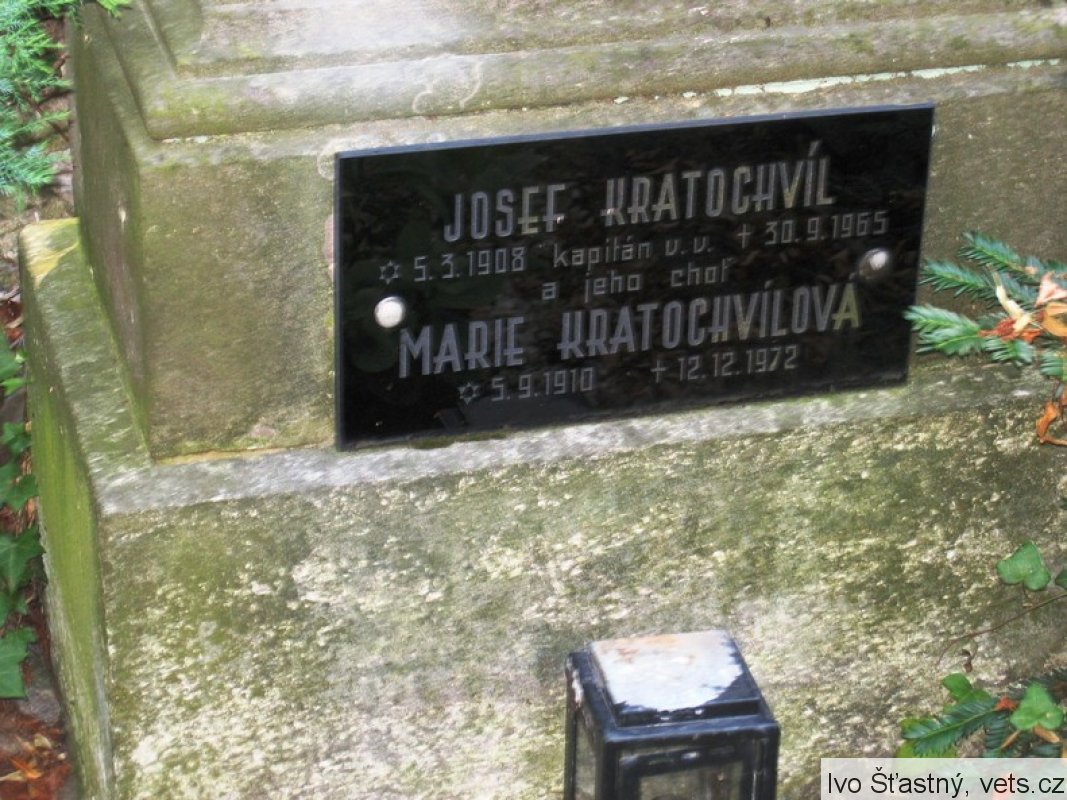 JOSEF KRATOCHVÍL
✡ 5.3.1908 kapitán v.v. † 30.9.1965
a jeho choť
MARIE KRATOCHVÍLOVÁ
✡ 5.9.1910 † 12.12.1972
Ivo Šťastný, vets.cz